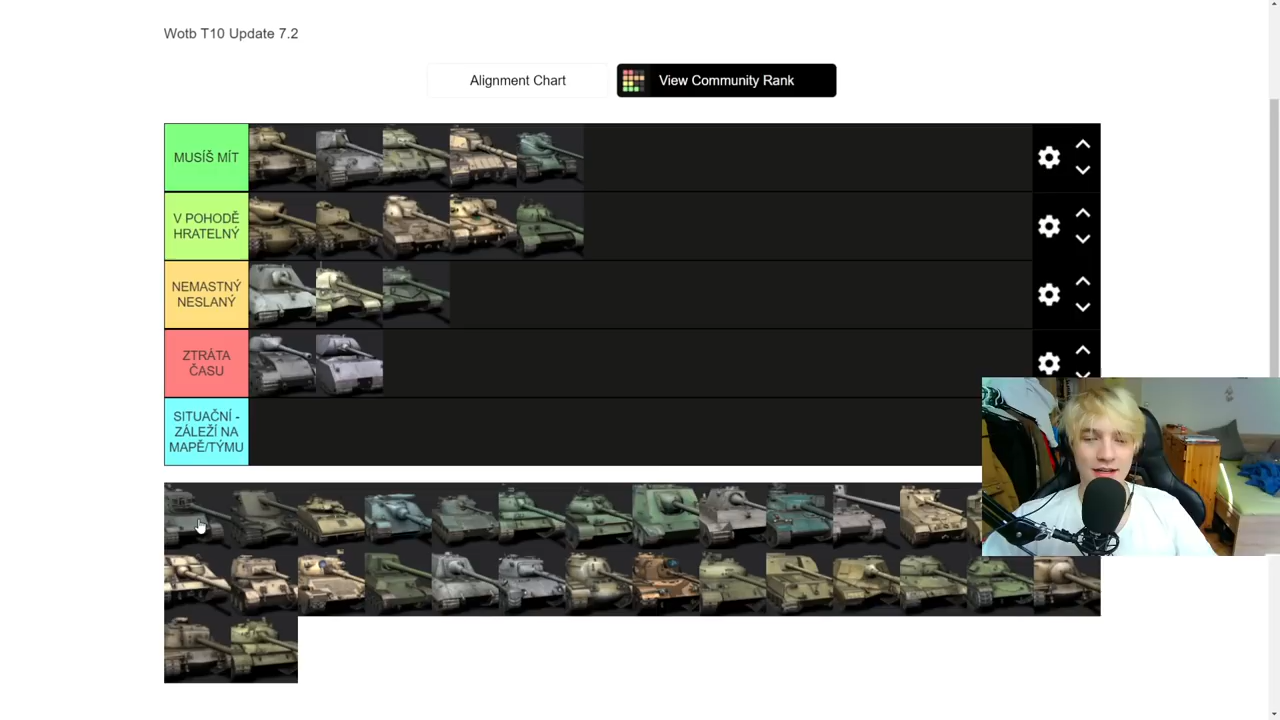 Wotb T10 Update 7.2
Alignment Chart
View Community Rank
MUSÍŠ MÍT
V POHODĚ
HRATELNÝ
NEMASTNÝ
NESLANÝ
ZTRÁTA
ČASU
SITUAČNÍ -
ZÁLEŽÍ NA
MAPĚ/TÝMU